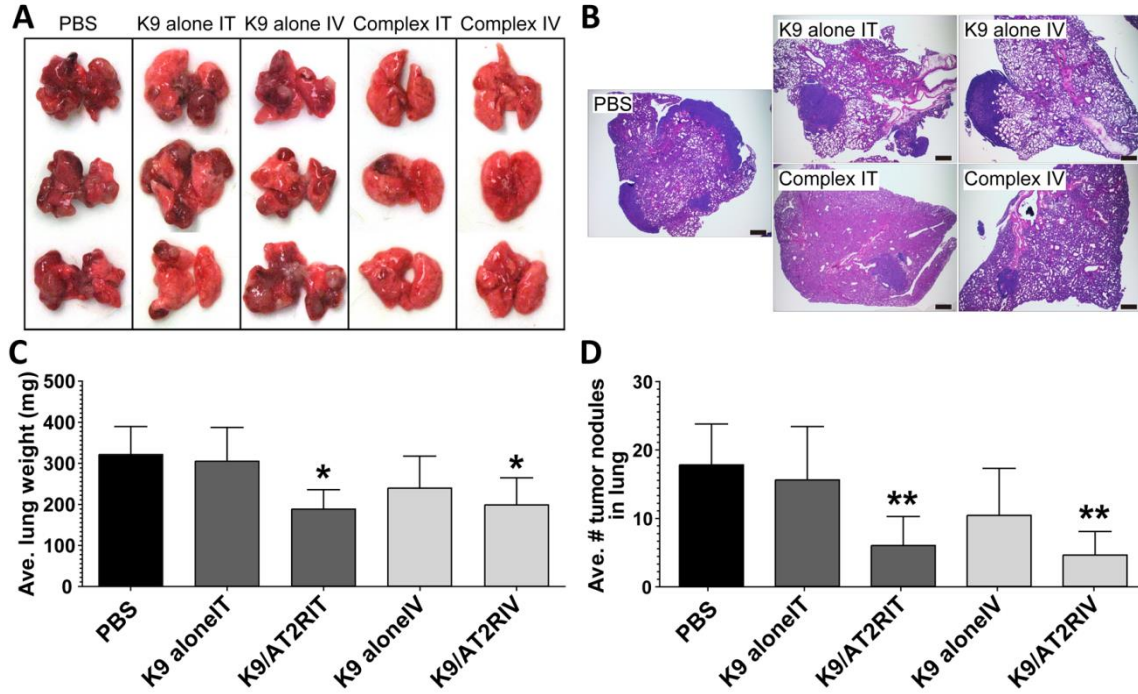 A
PBS
K9 alone IT
K9 alone IV
Complex IT
Complex IV
B
PBS
K9 alone IT
K9 alone IV
Complex IT
Complex IV
C
Ave. lung weight (mg)
500
400
300
200
100
0
*
*
PBS
K9 aloneIT
K9/AT2RIT
K9 aloneIV
K9/AT2RIV
D
Ave. # tumor nodules
in lung
30
20
10
0
**
**
PBS
K9 aloneIT
K9/AT2RIT
K9 aloneIV
K9/AT2RIV